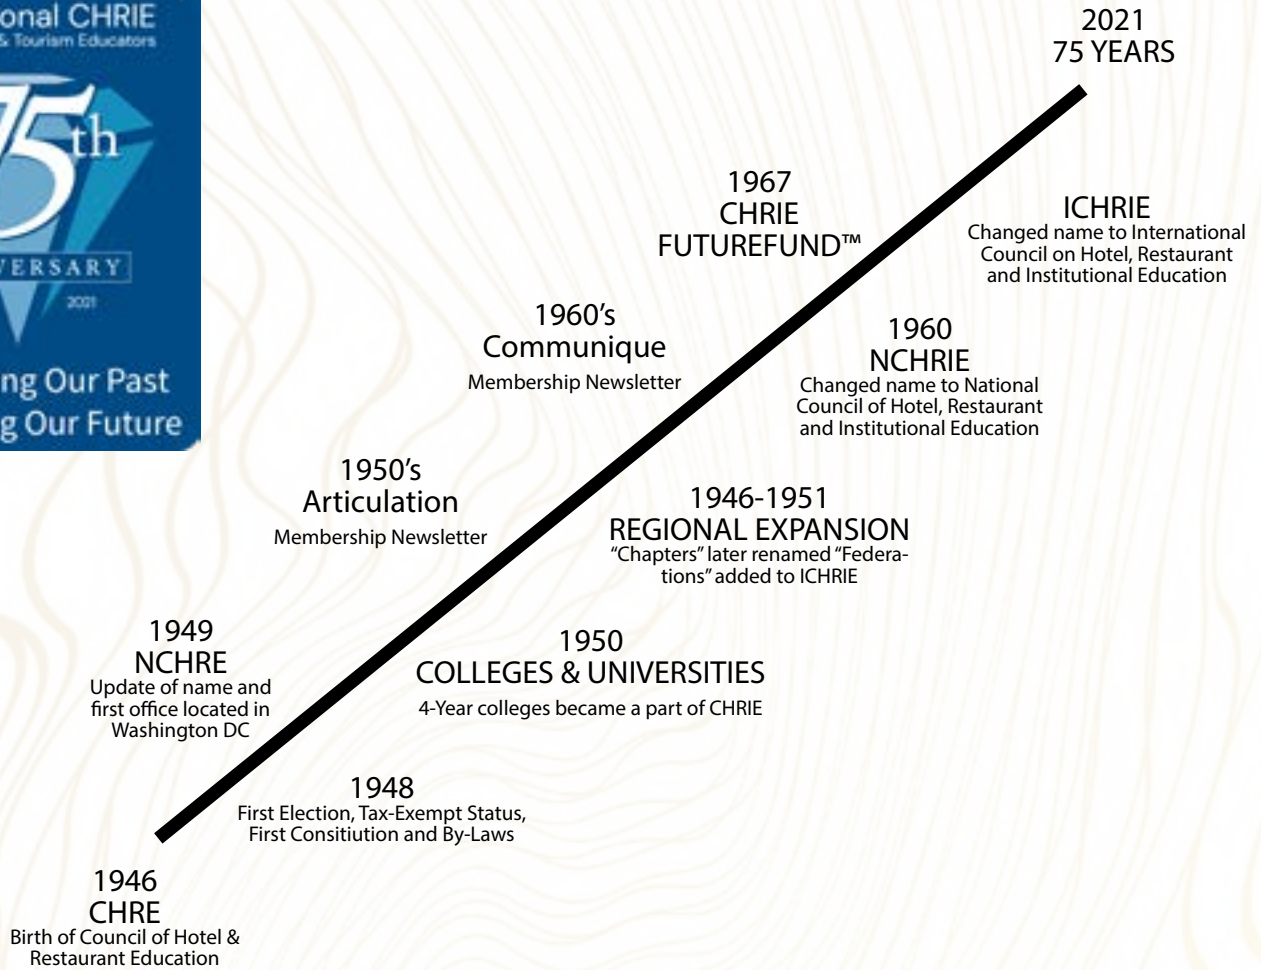 onal CHRIE
& Tourism Educators
75th
VERSARY
2021
ng Our Past
g Our Future
2021
75 YEARS
1967
CHRIE
FUTUREFUND™
ICHRIE
Changed name to International
Council on Hotel, Restaurant
and Institutional Education
1960's
Communique
Membership Newsletter
1960
NCHRIE
Changed name to National
Council of Hotel, Restaurant
and Institutional Education
1950's
Articulation
Membership Newsletter
1946-1951
REGIONAL EXPANSION
“Chapters” later renamed “Federa-
tions” added to ICHRIE
1949
NCHRE
Update of name and
first office located in
Washington DC
1950
COLLEGES & UNIVERSITIES
4-Year colleges became a part of CHRIE
1948
First Election, Tax-Exempt Status,
First Consitiution and By-Laws
1946
CHRE
Birth of Council of Hotel &
Restaurant Education